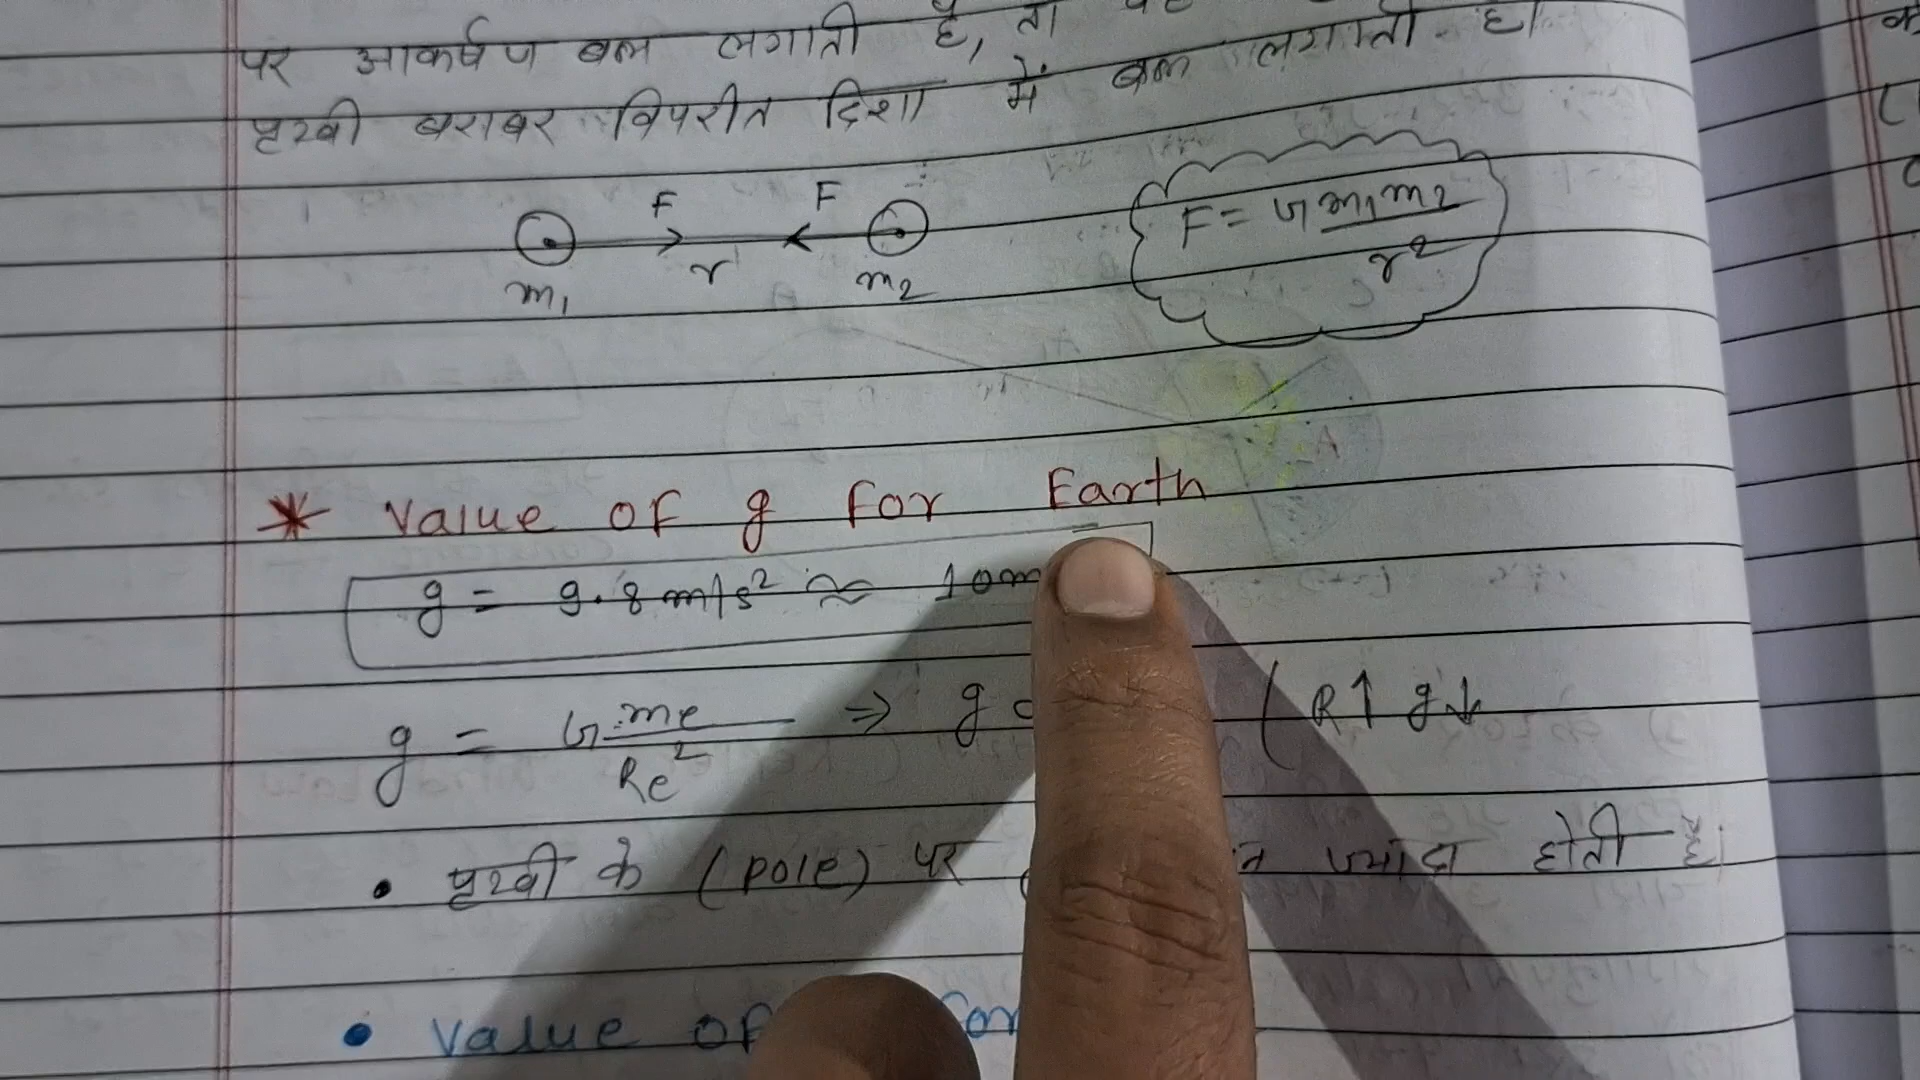 पर आकर्षण बल लगाती है, तो
पृथ्वी बराबर विपरीत दिशा में बल लगाती है।
F F
r
m₁ m₂
F = G m₁m₂ / r²
* Value of g for Earth
g = 9.8 m/s² ≈ 10m
g = G me / Re² ⇒ g ( R↑ g↓
• पृथ्वी के (pole) पर ज्यादा होती है।
• Value of for